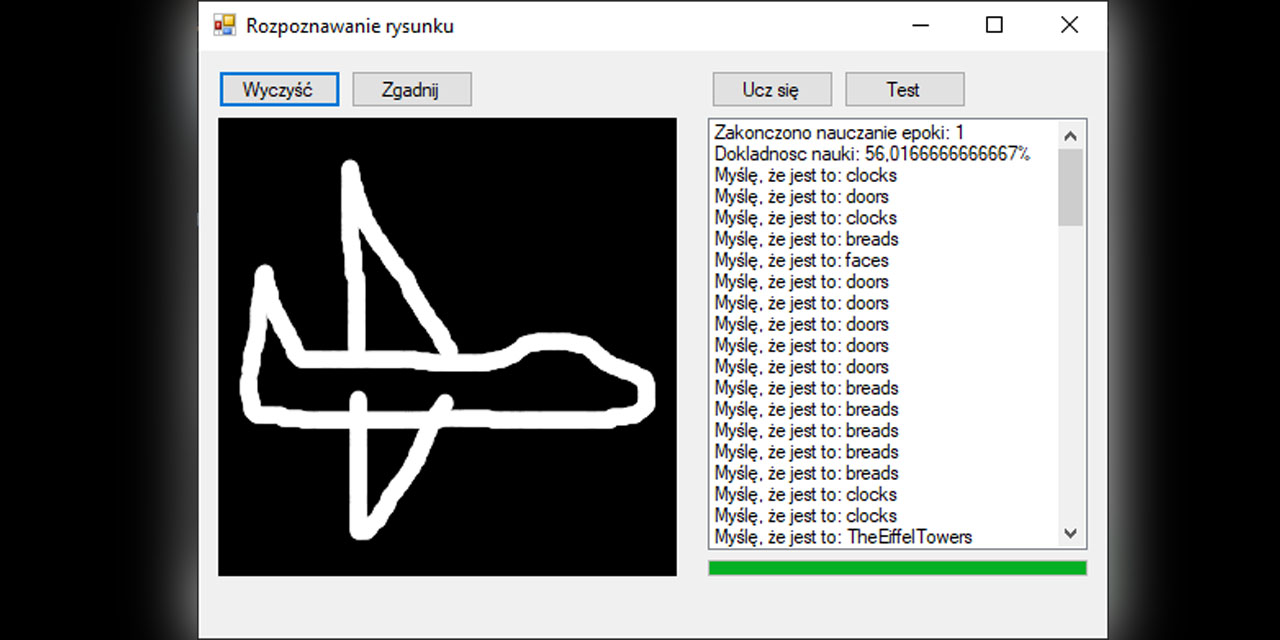 Rozpoznawanie rysunku
Wyczyść Zgadnij Ucz się Test
Zakonczono nauczanie epoki: 1
Dokladnosc nauki: 56,0166666666667%
Myślę, że jest to: clocks
Myślę, że jest to: doors
Myślę, że jest to: clocks
Myślę, że jest to: breads
Myślę, że jest to: faces
Myślę, że jest to: doors
Myślę, że jest to: doors
Myślę, że jest to: doors
Myślę, że jest to: doors
Myślę, że jest to: doors
Myślę, że jest to: breads
Myślę, że jest to: breads
Myślę, że jest to: breads
Myślę, że jest to: breads
Myślę, że jest to: breads
Myślę, że jest to: clocks
Myślę, że jest to: clocks
Myślę, że jest to: TheEiffelTowers